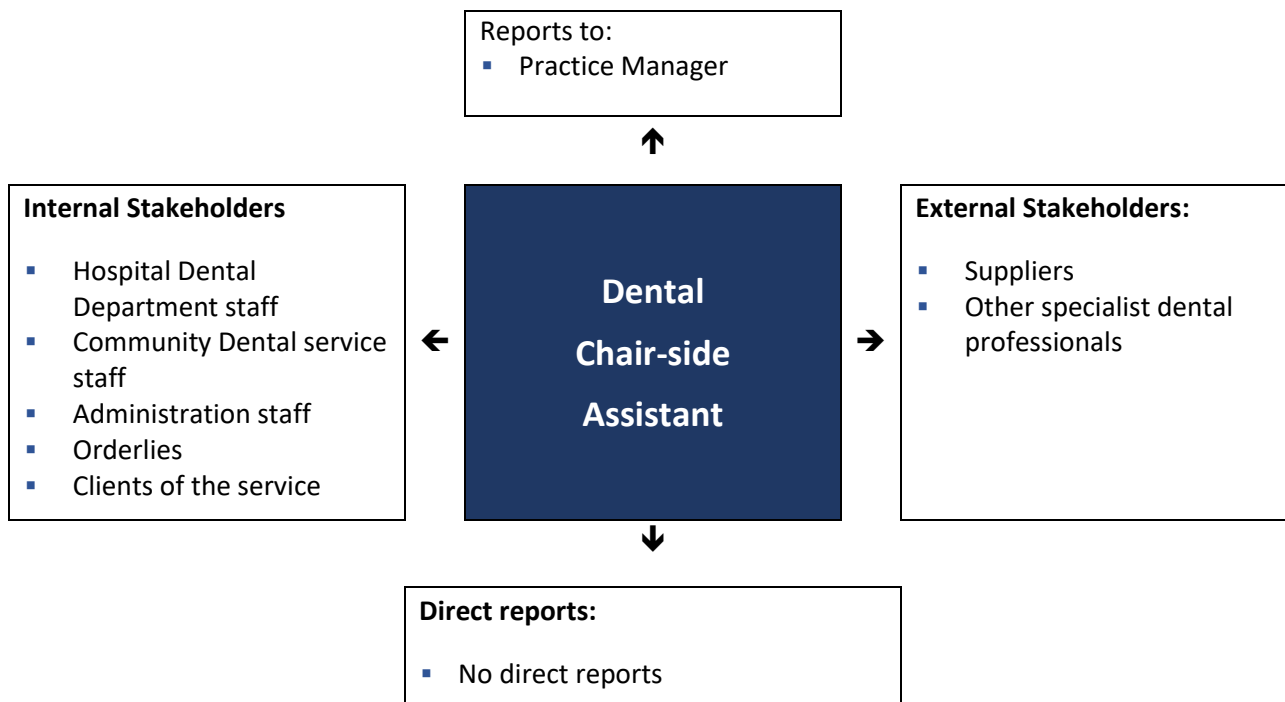 Reports to:
▪ Practice Manager
🡩
Internal Stakeholders
▪ Hospital Dental
Department staff
▪ Community Dental service
staff
▪ Administration staff
▪ Orderlies
▪ Clients of the service
🡨
Dental
Chair-side
Assistant
🡪
External Stakeholders:
▪ Suppliers
▪ Other specialist dental
professionals
🡫
Direct reports:
▪ No direct reports